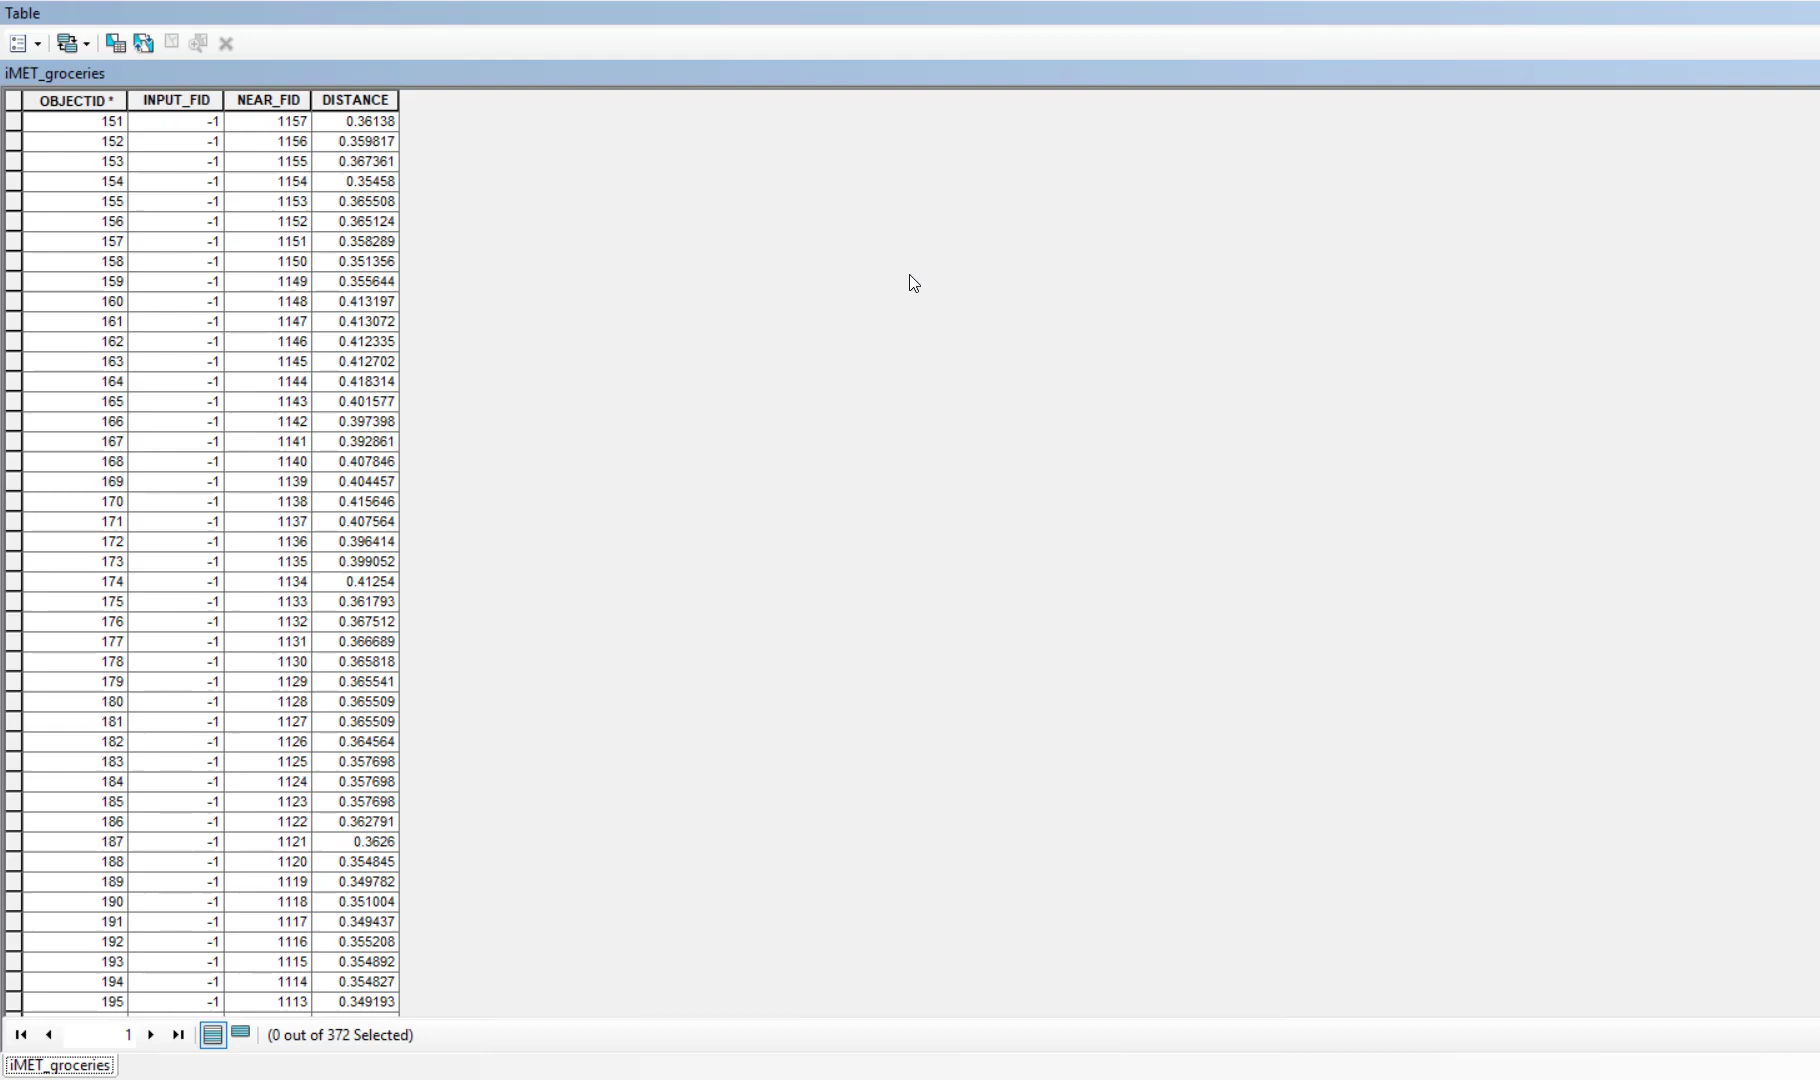 Table
iMET_groceries
OBJECTID * INPUT_FID NEAR_FID DISTANCE
151 -1 1157 0.36138
152 -1 1156 0.359817
153 -1 1155 0.367361
154 -1 1154 0.35458
155 -1 1153 0.365508
156 -1 1152 0.365124
157 -1 1151 0.358289
158 -1 1150 0.351356
159 -1 1149 0.355644
160 -1 1148 0.413197
161 -1 1147 0.413072
162 -1 1146 0.412335
163 -1 1145 0.412702
164 -1 1144 0.418314
165 -1 1143 0.401577
166 -1 1142 0.397398
167 -1 1141 0.392861
168 -1 1140 0.407846
169 -1 1139 0.404457
170 -1 1138 0.415646
171 -1 1137 0.407564
172 -1 1136 0.396414
173 -1 1135 0.399052
174 -1 1134 0.41254
175 -1 1133 0.361793
176 -1 1132 0.367512
177 -1 1131 0.366689
178 -1 1130 0.365818
179 -1 1129 0.365541
180 -1 1128 0.365509
181 -1 1127 0.365509
182 -1 1126 0.364564
183 -1 1125 0.357698
184 -1 1124 0.357698
185 -1 1123 0.357698
186 -1 1122 0.362791
187 -1 1121 0.3626
188 -1 1120 0.354845
189 -1 1119 0.349782
190 -1 1118 0.351004
191 -1 1117 0.349437
192 -1 1116 0.355208
193 -1 1115 0.354892
194 -1 1114 0.354827
195 -1 1113 0.349193
1 (0 out of 372 Selected)
iMET_groceries